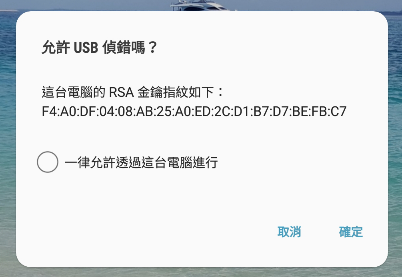 允許 USB 偵錯嗎？
這台電腦的 RSA 金鑰指紋如下：
F4:A0:DF:04:08:AB:25:A0:ED:2C:D1:B7:D7:BE:FB:C7
一律允許透過這台電腦進行
取消
確定